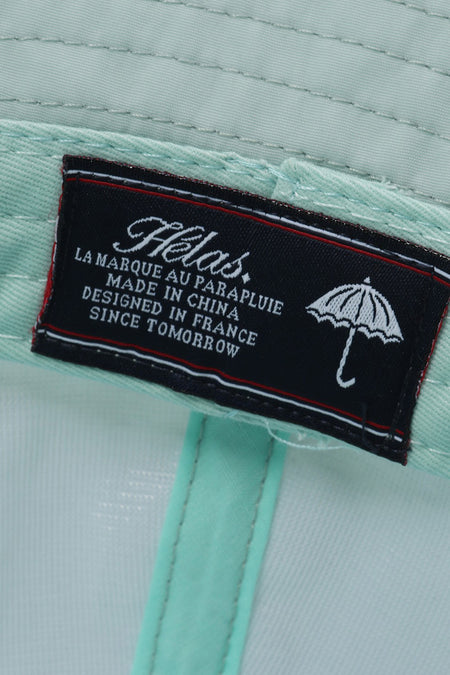 Hélas.
LA MARQUE AU PARAPLUIE
MADE IN CHINA
DESIGNED IN FRANCE
SINCE TOMORROW